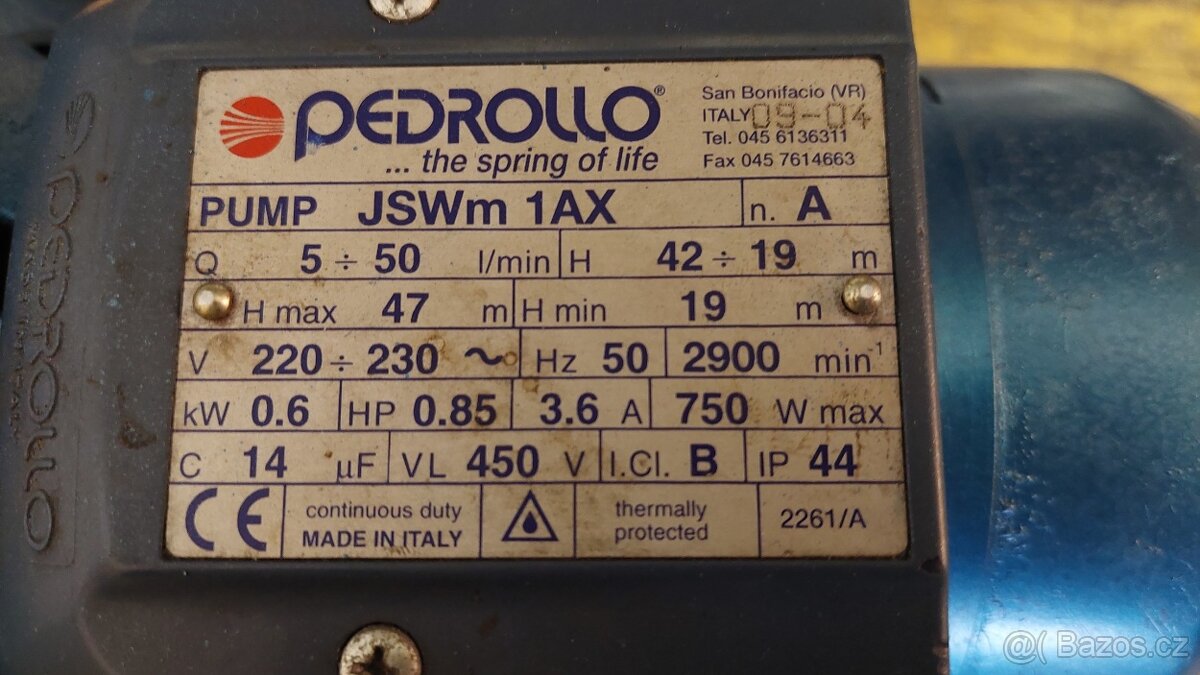 PEDROLLO®
... the spring of life
San Bonifacio (VR)
ITALY 09-04
Tel. 045 6136311
Fax 045 7614663
PUMP JSWm 1AX n. A
Q 5 ÷ 50 l/min H 42 ÷ 19 m
H max 47 m H min 19 m
V 220 ÷ 230 ~ Hz 50 2900 min⁻¹
kW 0.6 HP 0.85 3.6 A 750 W max
C 14 µF VL 450 V I.Cl. B IP 44
CE continuous duty
MADE IN ITALY
thermally
protected
2261/A
PEDROLLO
@( Bazos.cz